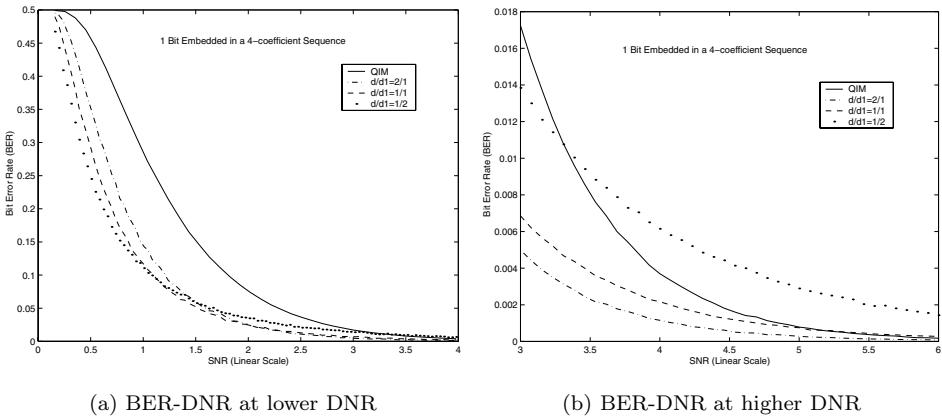 0.5
0.45
0.4
0.35
0.3
0.25
0.2
0.15
0.1
0.05
0
Bit Error Rate (BER)
1 Bit Embedded in a 4−coefficient Sequence
QIM
d/d1=2/1
d/d1=1/1
d/d1=1/2
0 0.5 1 1.5 2 2.5 3 3.5 4
SNR (Linear Scale)
(a) BER-DNR at lower DNR
0.018
0.016
0.014
0.012
0.01
0.008
0.006
0.004
0.002
0
Bit Error Rate (BER)
1 Bit Embedded in a 4−coefficient Sequence
QIM
d/d1=2/1
d/d1=1/1
d/d1=1/2
3 3.5 4 4.5 5 5.5 6
SNR (Linear Scale)
(b) BER-DNR at higher DNR